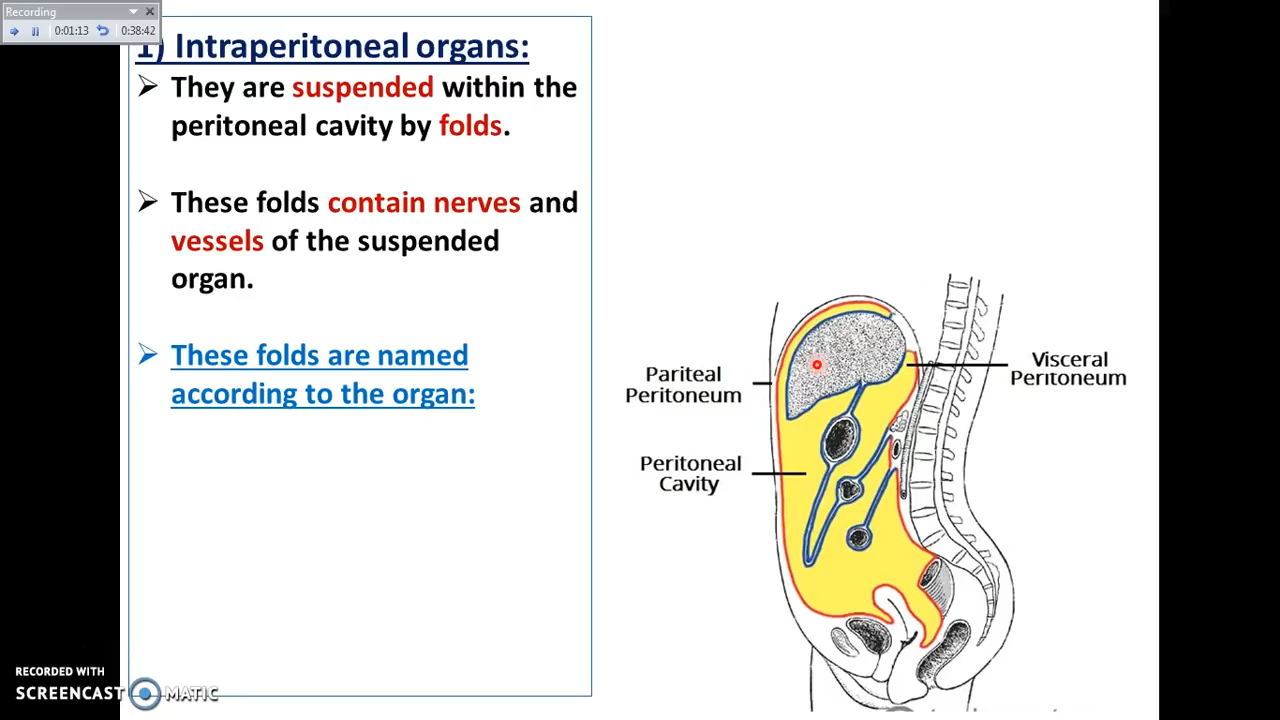 Recording
0:01:13
0:38:42
1) Intraperitoneal organs:
➢ They are suspended within the
peritoneal cavity by folds.
➢ These folds contain nerves and
vessels of the suspended
organ.
➢ These folds are named
according to the organ:
Pariteal
Peritoneum
Visceral
Peritoneum
Peritoneal
Cavity
RECORDED WITH
SCREENCAST MATIC